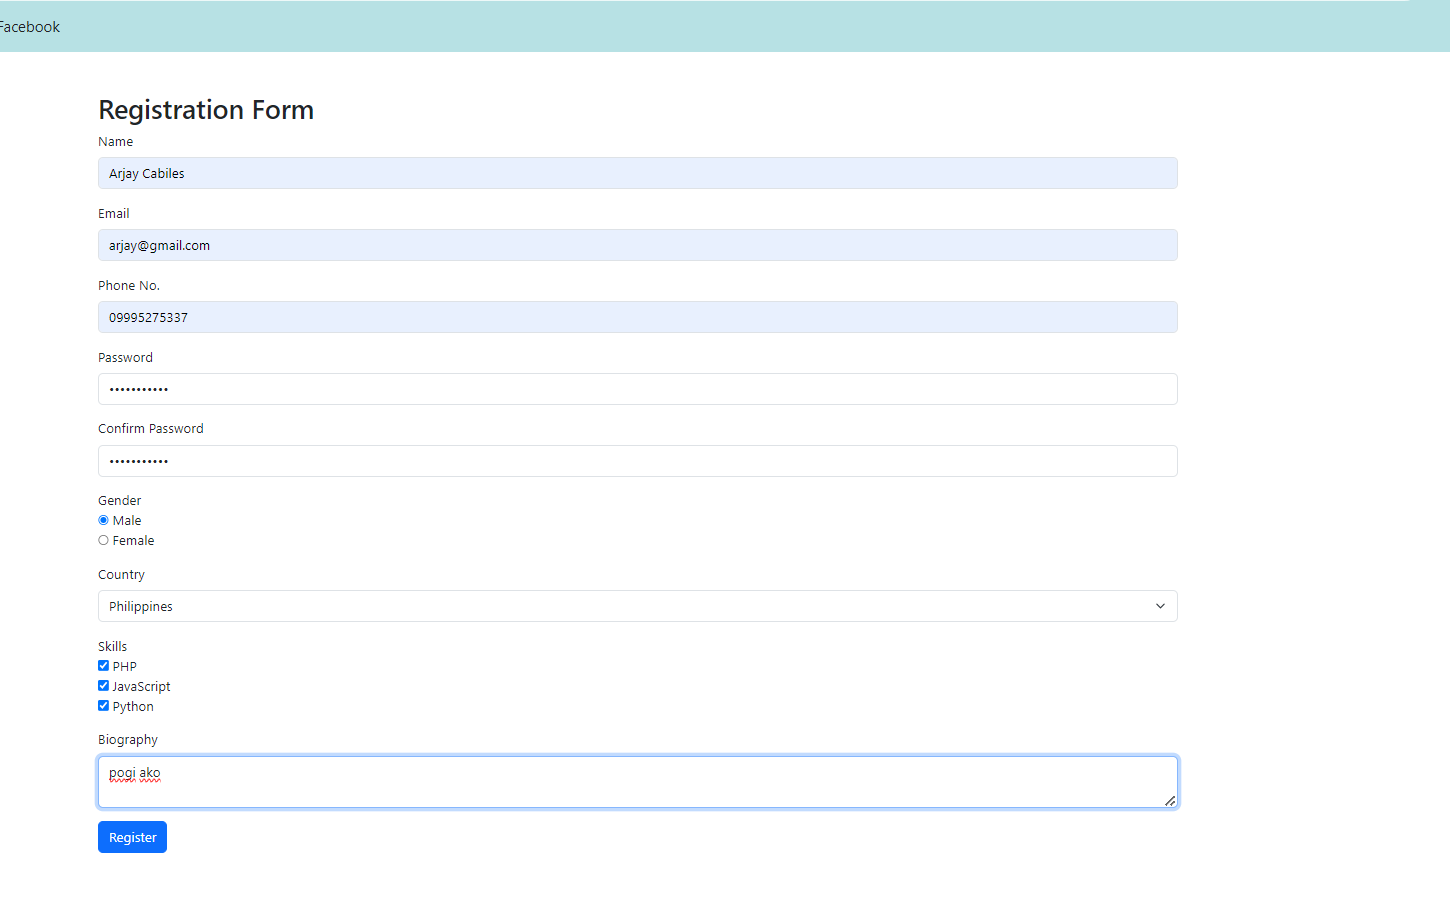 Facebook
Registration Form
Name
Arjay Cabiles
Email
arjay@gmail.com
Phone No.
09995275337
Password
•••••••••••
Confirm Password
•••••••••••
Gender
Male
Female
Country
Philippines
Skills
PHP
JavaScript
Python
Biography
pogi ako
Register